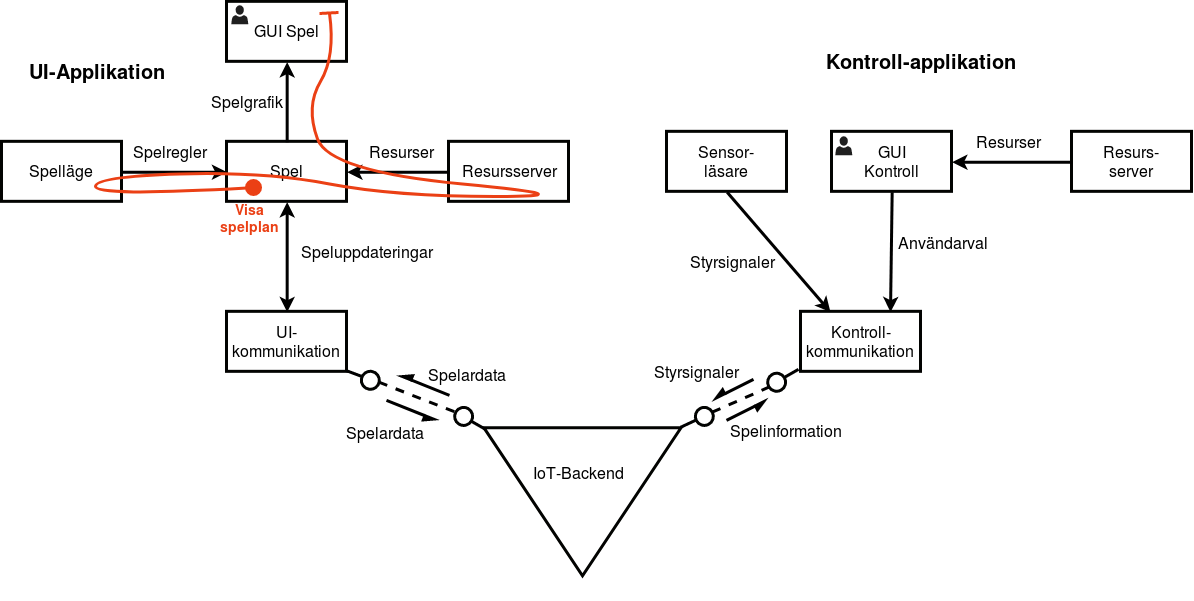 GUI Spel
UI-Applikation
Kontroll-applikation
Spelgrafik
Spelläge
Spelregler
Spel
Resurser
Resursserver
Visa
spelplan
Speluppdateringar
UI-
kommunikation
Spelardata
Spelardata
Sensor-
läsare
GUI
Kontroll
Resurser
Resurs-
server
Styrsignaler
Användarval
Kontroll-
kommunikation
Styrsignaler
Spelinformation
IoT-Backend